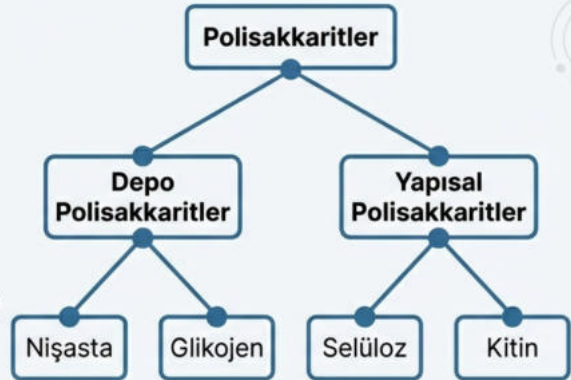 Polisakkaritler
Depo
Polisakkaritler
Yapısal
Polisakkaritler
Nişasta
Glikojen
Selüloz
Kitin